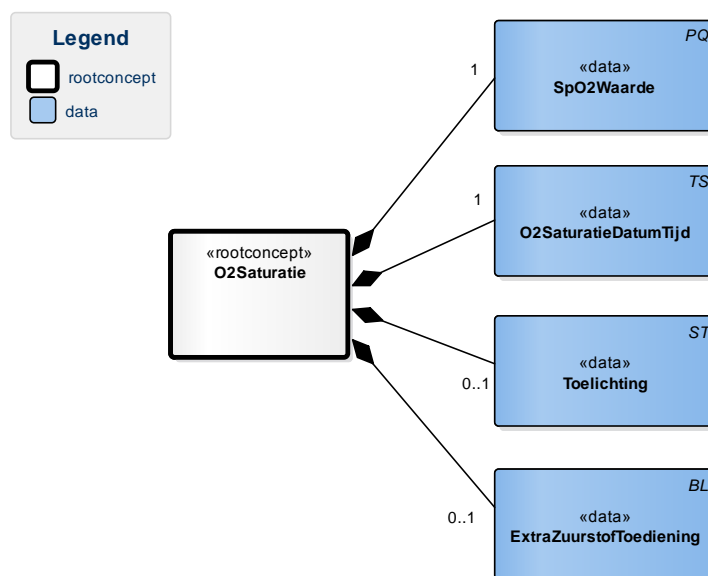 Legend
rootconcept
data
PQ
«data»
SpO2Waarde
1
TS
«data»
O2SaturatieDatumTijd
1
«rootconcept»
O2Saturatie
ST
«data»
Toelichting
0..1
BL
«data»
ExtraZuurstofToediening
0..1